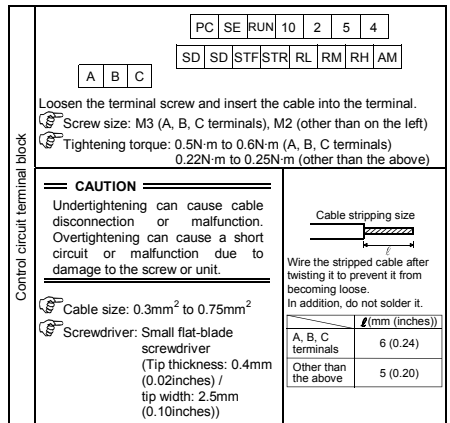 Control circuit terminal block
PC SE RUN 10 2 5 4
SD SD STF STR RL RM RH AM
A B C
Loosen the terminal screw and insert the cable into the terminal.
Screw size: M3 (A, B, C terminals), M2 (other than on the left)
Tightening torque: 0.5N·m to 0.6N·m (A, B, C terminals)
0.22N·m to 0.25N·m (other than the above)
CAUTION
Undertightening can cause cable
disconnection or malfunction.
Overtightening can cause a short
circuit or malfunction due to
damage to the screw or unit.
Cable size: 0.3mm² to 0.75mm²
Screwdriver: Small flat-blade
screwdriver
(Tip thickness: 0.4mm
(0.02inches) /
tip width: 2.5mm
(0.10inches))
Cable stripping size
ℓ
Wire the stripped cable after
twisting it to prevent it from
becoming loose.
In addition, do not solder it.
ℓ(mm (inches))
A, B, C
terminals
6 (0.24)
Other than
the above
5 (0.20)